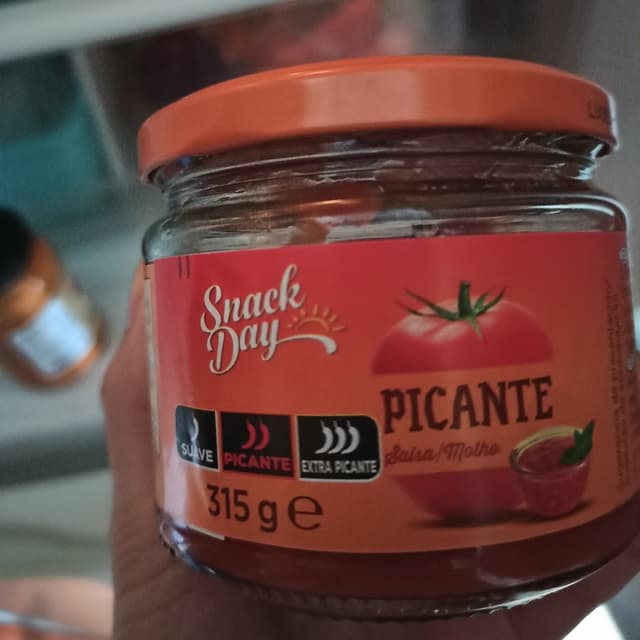 Snack
Day
PICANTE
Salsa/Molho
SUAVE
PICANTE
EXTRA PICANTE
315 g e